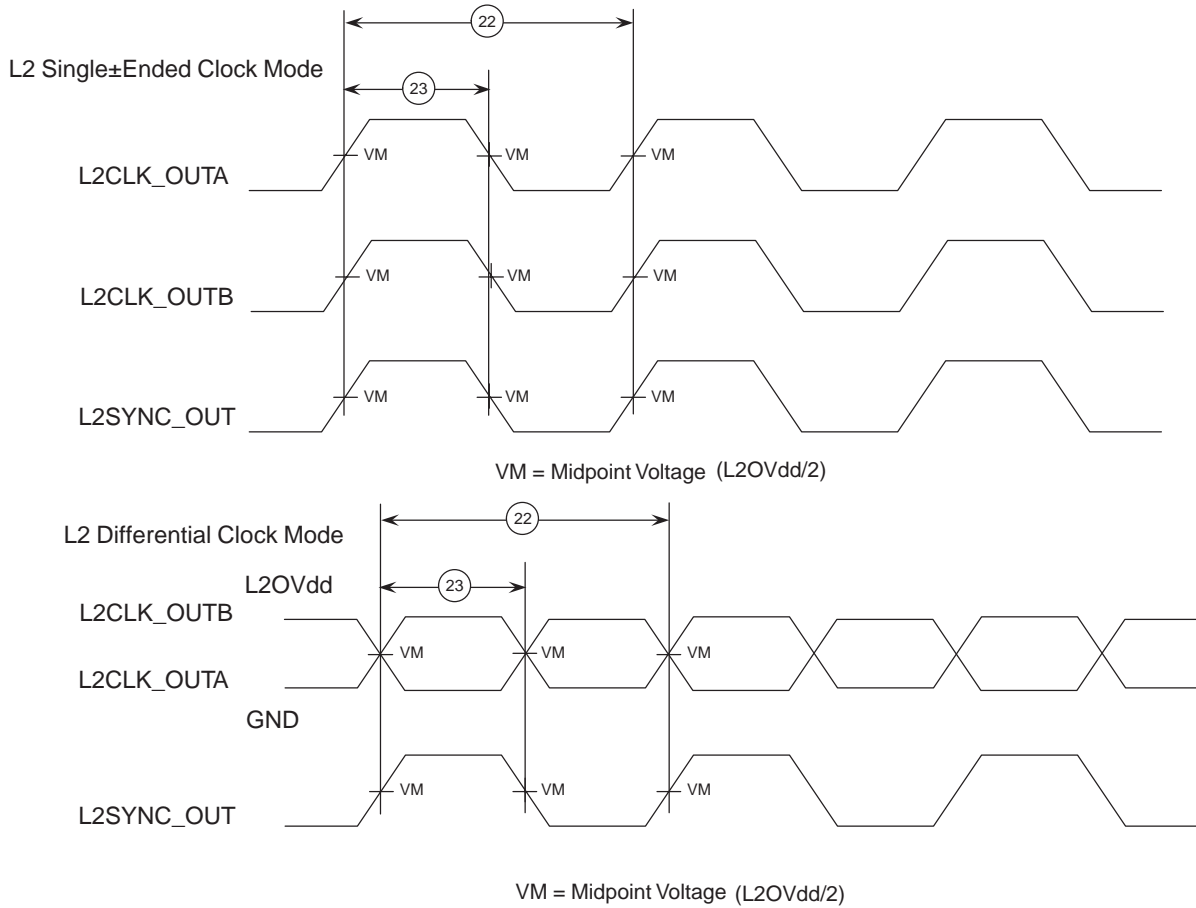 22
L2 Single±Ended Clock Mode
23
VM VM VM
L2CLK_OUTA
VM VM VM
L2CLK_OUTB
VM VM VM
L2SYNC_OUT
VM = Midpoint Voltage (L2OVdd/2)
22
L2 Differential Clock Mode
L2OVdd
23
L2CLK_OUTB
VM VM VM
L2CLK_OUTA
GND
VM VM VM
L2SYNC_OUT
VM = Midpoint Voltage (L2OVdd/2)